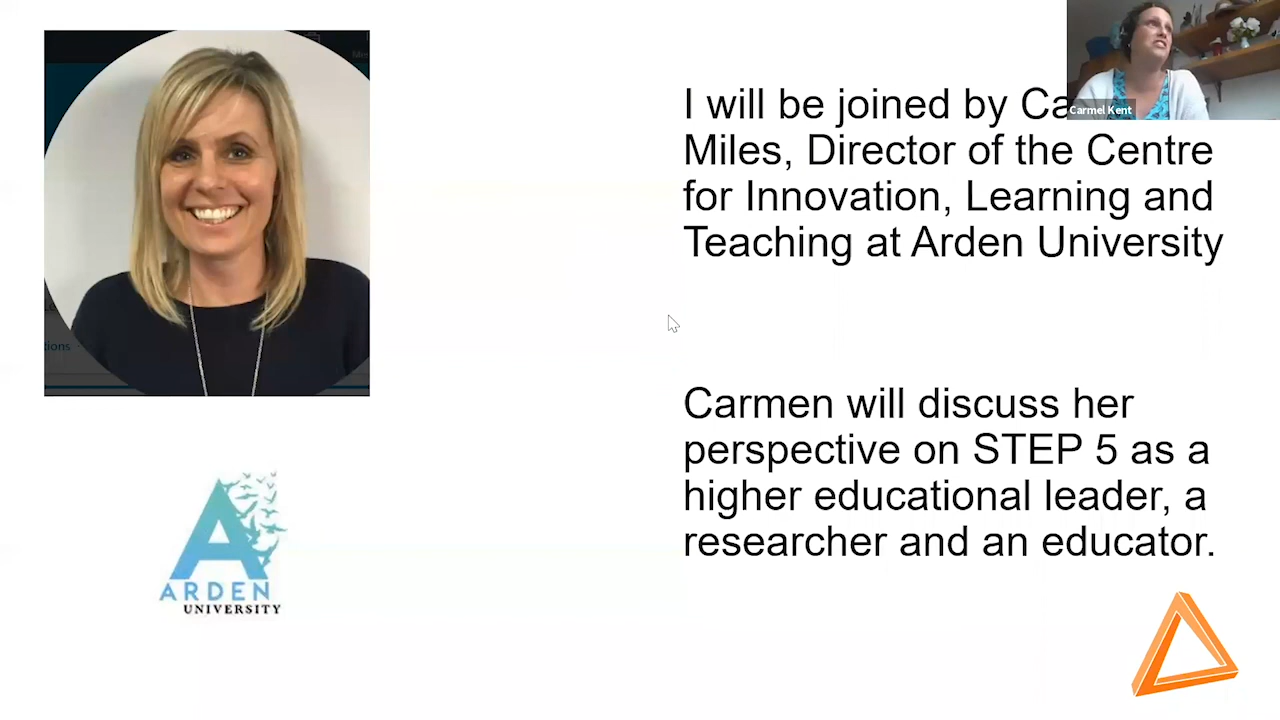 I will be joined by Ca
Carmel Kent
Miles, Director of the Centre
for Innovation, Learning and
Teaching at Arden University
tions
Carmen will discuss her
perspective on STEP 5 as a
higher educational leader, a
researcher and an educator.
ARDEN
UNIVERSITY